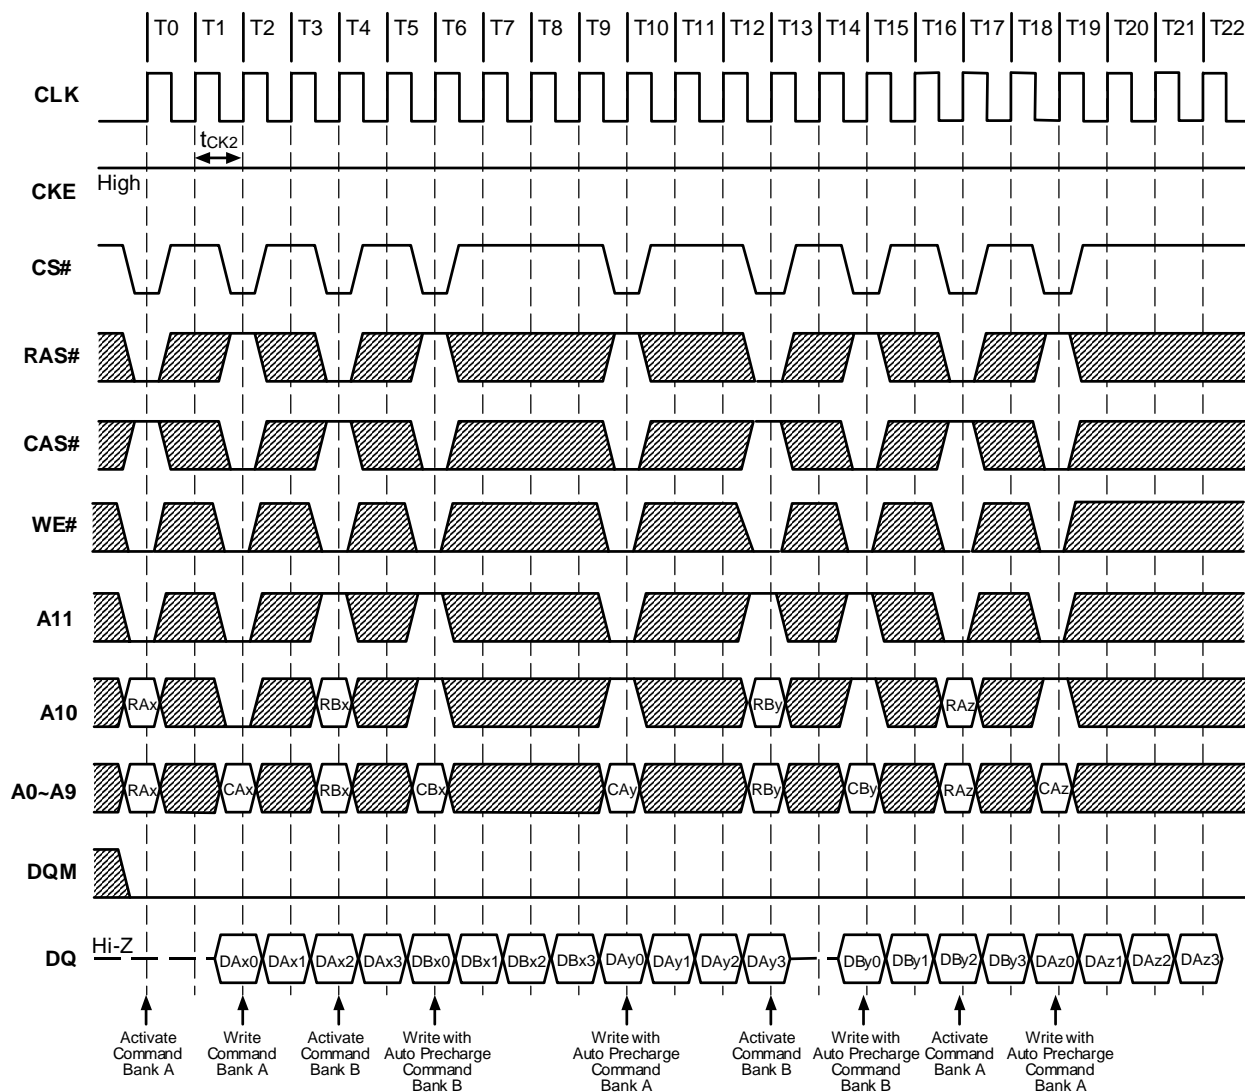 T0 T1 T2 T3 T4 T5 T6 T7 T8 T9 T10 T11 T12 T13 T14 T15 T16 T17 T18 T19 T20 T21 T22
CLK
tCK2
High
CKE
CS#
RAS#
CAS#
WE#
A11
A10 RAx RBx RBy RAz
A0~A9 RAx CAx RBx CBx CAy RBy CBy RAz CAz
DQM
Hi-Z
DQ DAx0 DAx1 DAx2 DAx3 DBx0 DBx1 DBx2 DBx3 DAy0 DAy1 DAy2 DAy3 DBy0 DBy1 DBy2 DBy3 DAz0 DAz1 DAz2 DAz3
Activate
Command
Bank A
Write
Command
Bank A
Activate
Command
Bank B
Write with
Auto Precharge
Command
Bank B
Write with
Auto Precharge
Command
Bank A
Activate
Command
Bank B
Write with
Auto Precharge
Command
Bank B
Activate
Command
Bank A
Write with
Auto Precharge
Command
Bank A